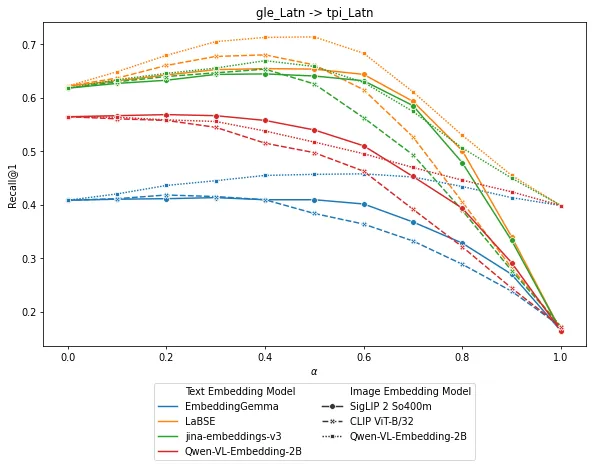 gle_Latn -> tpi_Latn
Recall@1
0.7
0.6
0.5
0.4
0.3
0.2
0.0
0.2
0.4
0.6
0.8
1.0
α
Text Embedding Model
EmbeddingGemma
LaBSE
jina-embeddings-v3
Qwen-VL-Embedding-2B
Image Embedding Model
SigLIP 2 So400m
CLIP ViT-B/32
Qwen-VL-Embedding-2B